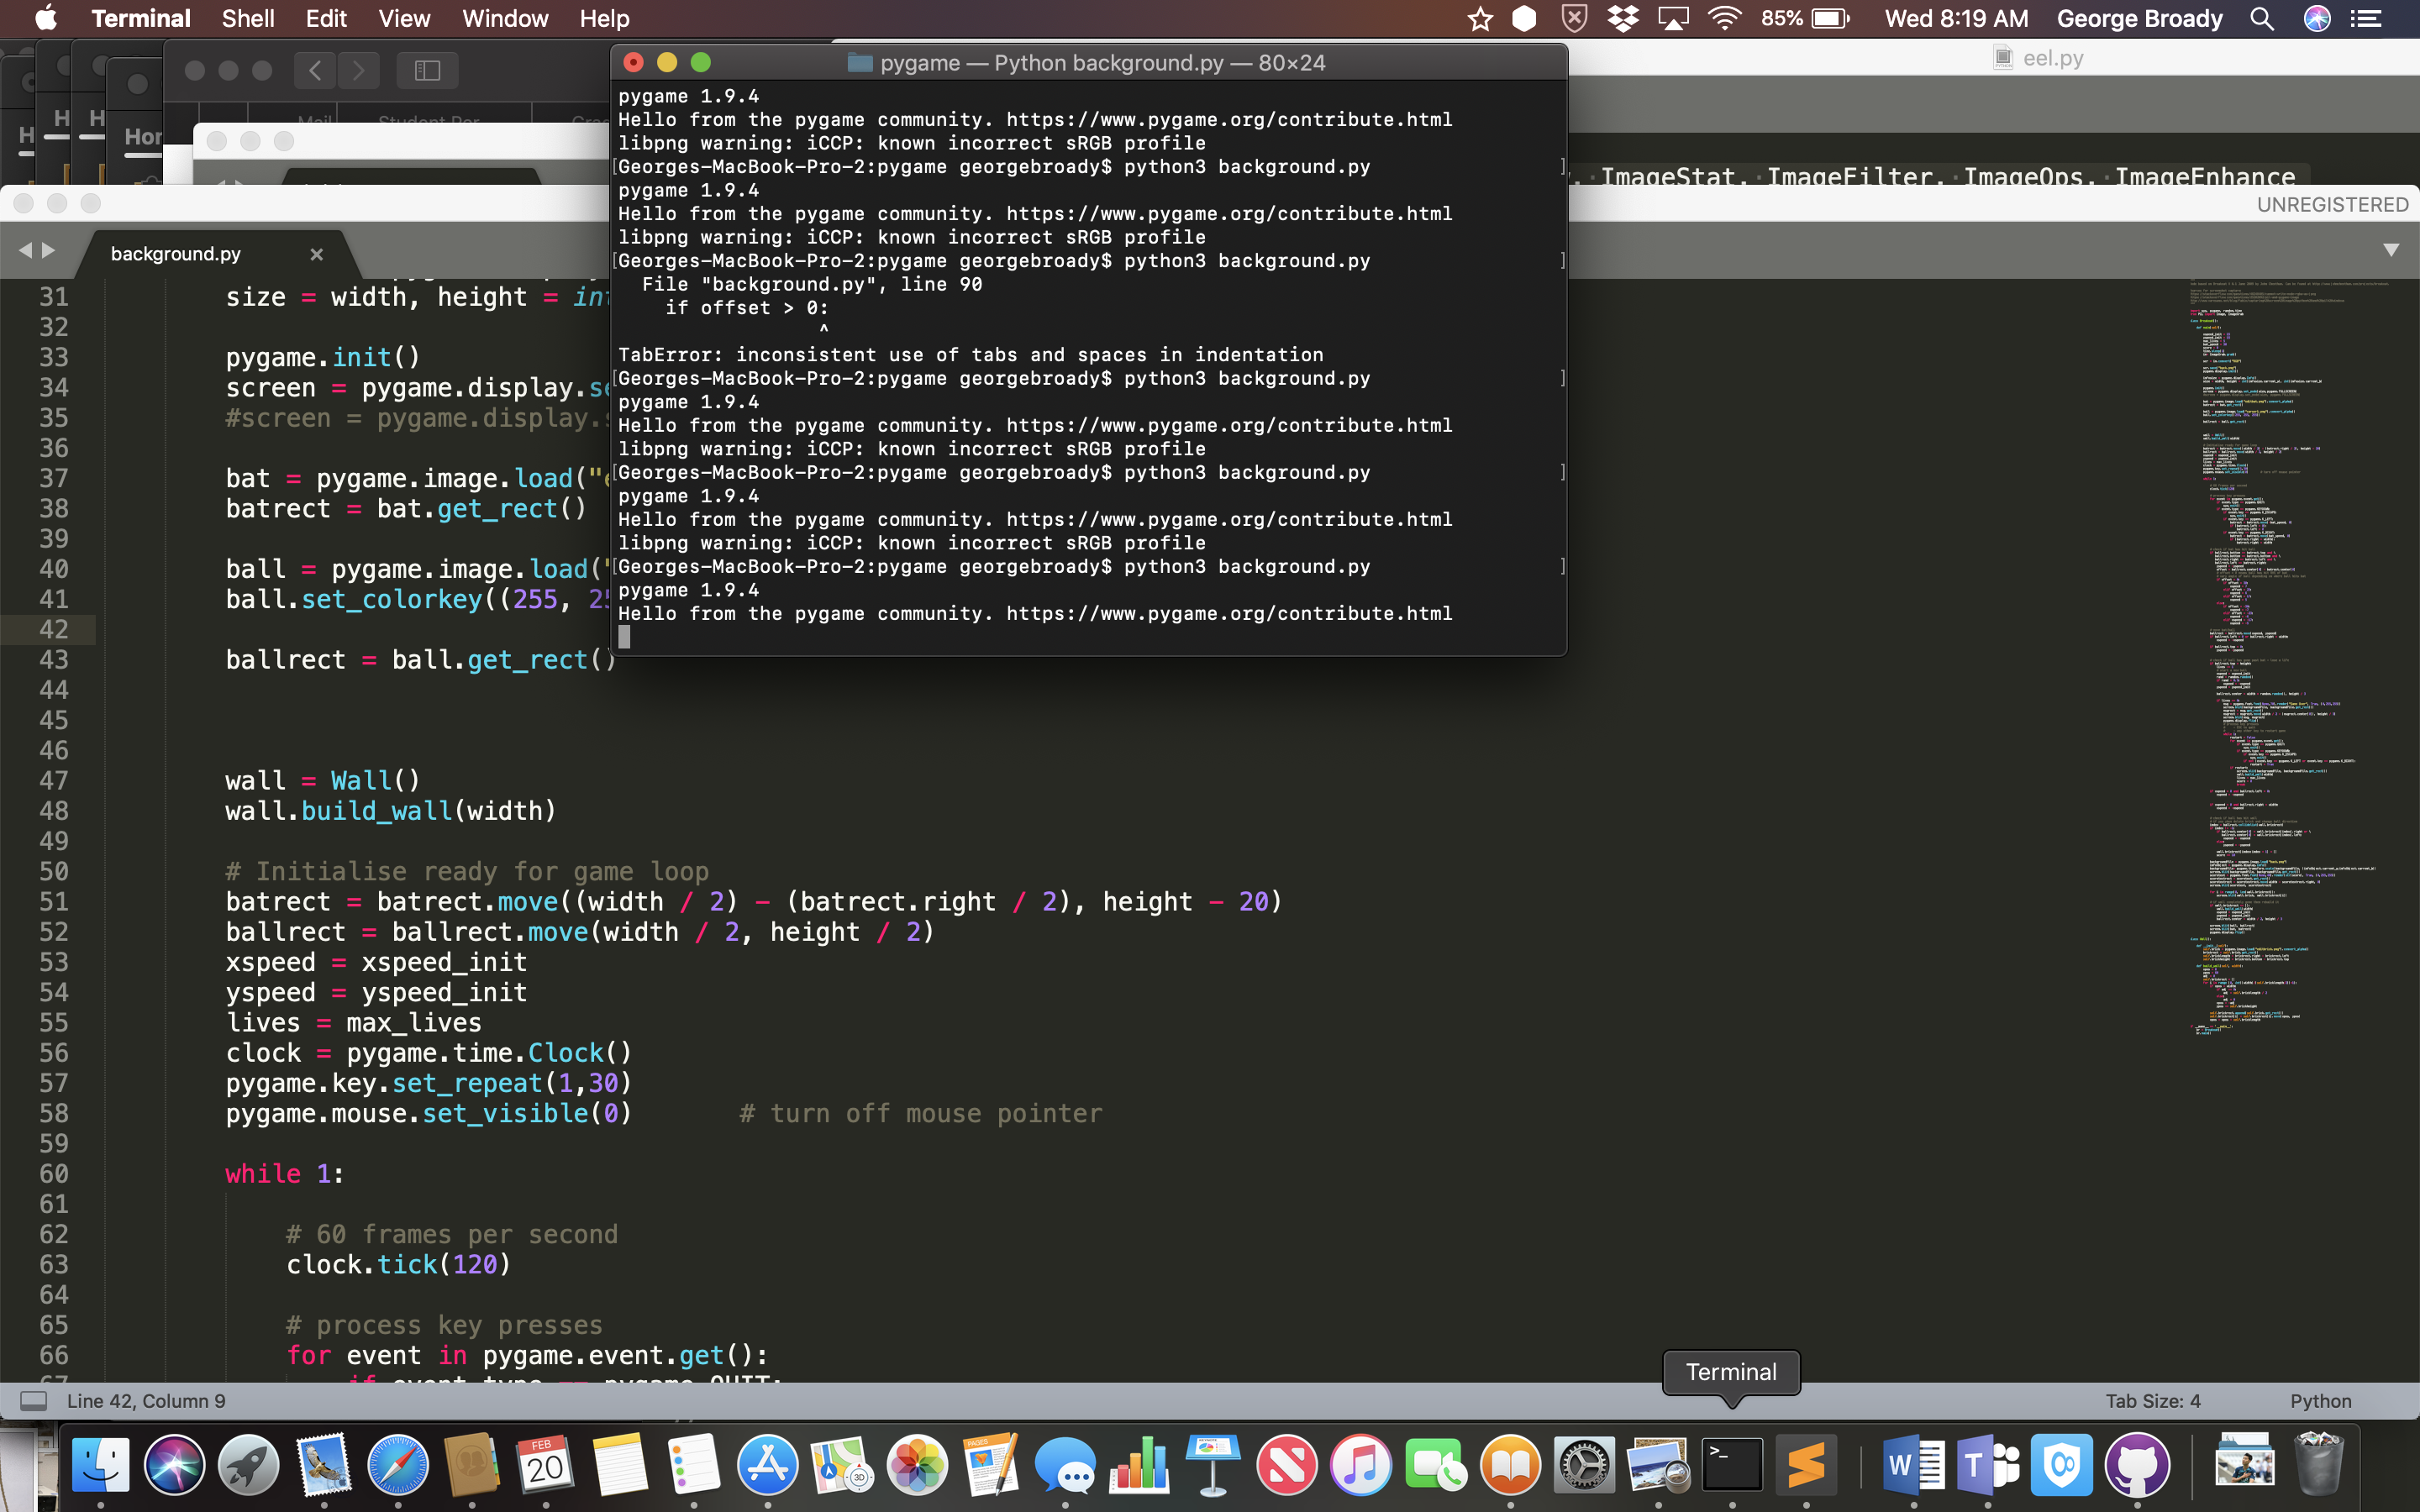 Terminal Shell Edit View Window Help 85% Wed 8:19 AM George Broady
pygame — Python background.py — 80×24
eel.py
pygame 1.9.4
Hello from the pygame community. https://www.pygame.org/contribute.html
libpng warning: iCCP: known incorrect sRGB profile
[Georges-MacBook-Pro-2:pygame georgebroady$ python3 background.py ]
pygame 1.9.4
Hello from the pygame community. https://www.pygame.org/contribute.html
libpng warning: iCCP: known incorrect sRGB profile
[Georges-MacBook-Pro-2:pygame georgebroady$ python3 background.py ]
File "background.py", line 90
if offset > 0:
^
TabError: inconsistent use of tabs and spaces in indentation
[Georges-MacBook-Pro-2:pygame georgebroady$ python3 background.py ]
pygame 1.9.4
Hello from the pygame community. https://www.pygame.org/contribute.html
libpng warning: iCCP: known incorrect sRGB profile
[Georges-MacBook-Pro-2:pygame georgebroady$ python3 background.py ]
pygame 1.9.4
Hello from the pygame community. https://www.pygame.org/contribute.html
libpng warning: iCCP: known incorrect sRGB profile
[Georges-MacBook-Pro-2:pygame georgebroady$ python3 background.py ]
pygame 1.9.4
Hello from the pygame community. https://www.pygame.org/contribute.html
ImageStat, ImageFilter, ImageOps, ImageEnhance
UNREGISTERED
background.py
31 size = width, height = int
32
33 pygame.init()
34 screen = pygame.display.se
35 #screen = pygame.display.s
36
37 bat = pygame.image.load("e
38 batrect = bat.get_rect()
39
40 ball = pygame.image.load("
41 ball.set_colorkey((255, 25
42
43 ballrect = ball.get_rect()
44
45
46
47 wall = Wall()
48 wall.build_wall(width)
49
50 # Initialise ready for game loop
51 batrect = batrect.move((width / 2) - (batrect.right / 2), height - 20)
52 ballrect = ballrect.move(width / 2, height / 2)
53 xspeed = xspeed_init
54 yspeed = yspeed_init
55 lives = max_lives
56 clock = pygame.time.Clock()
57 pygame.key.set_repeat(1,30)
58 pygame.mouse.set_visible(0) # turn off mouse pointer
59
60 while 1:
61
62 # 60 frames per second
63 clock.tick(120)
64
65 # process key presses
66 for event in pygame.event.get():
67 if event.type == pygame.QUIT:
Terminal
Line 42, Column 9 Tab Size: 4 Python
FEB
20